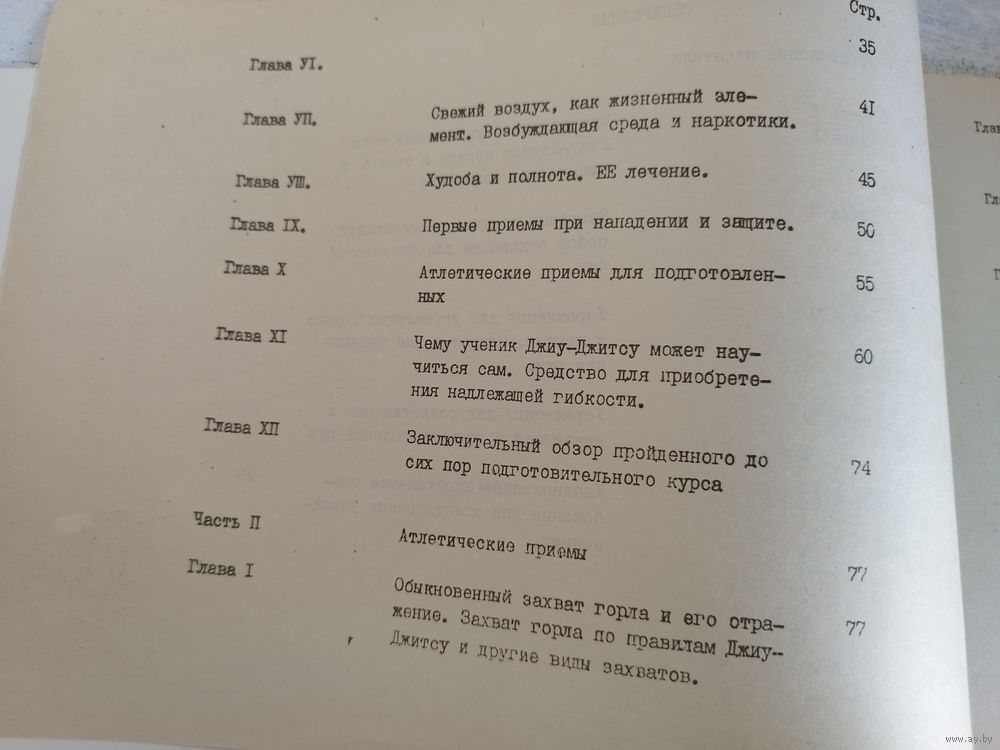 Стр.
Глава УІ. 35
Глава УП. Свежий воздух, как жизненный эле- 41
мент. Возбуждающая среда и наркотики.
Глава УШ. Худоба и полнота. ЕЕ лечение. 45
Глава IX. Первые приемы при нападении и защите. 50
Глава X Атлетические приемы для подготовлен- 55
ных
Глава XI Чему ученик Джиу-Джитсу может нау- 60
читься сам. Средство для приобрете-
ния надлежащей гибкости.
Глава ХП Заключительный обзор пройденного до 74
сих пор подготовительного курса
Часть П Атлетические приемы 77
Глава I Обыкновенный захват горла и его отра- 77
жение. Захват горла по правилам Джиу-
Джитсу и другие виды захватов.
www.ay.by